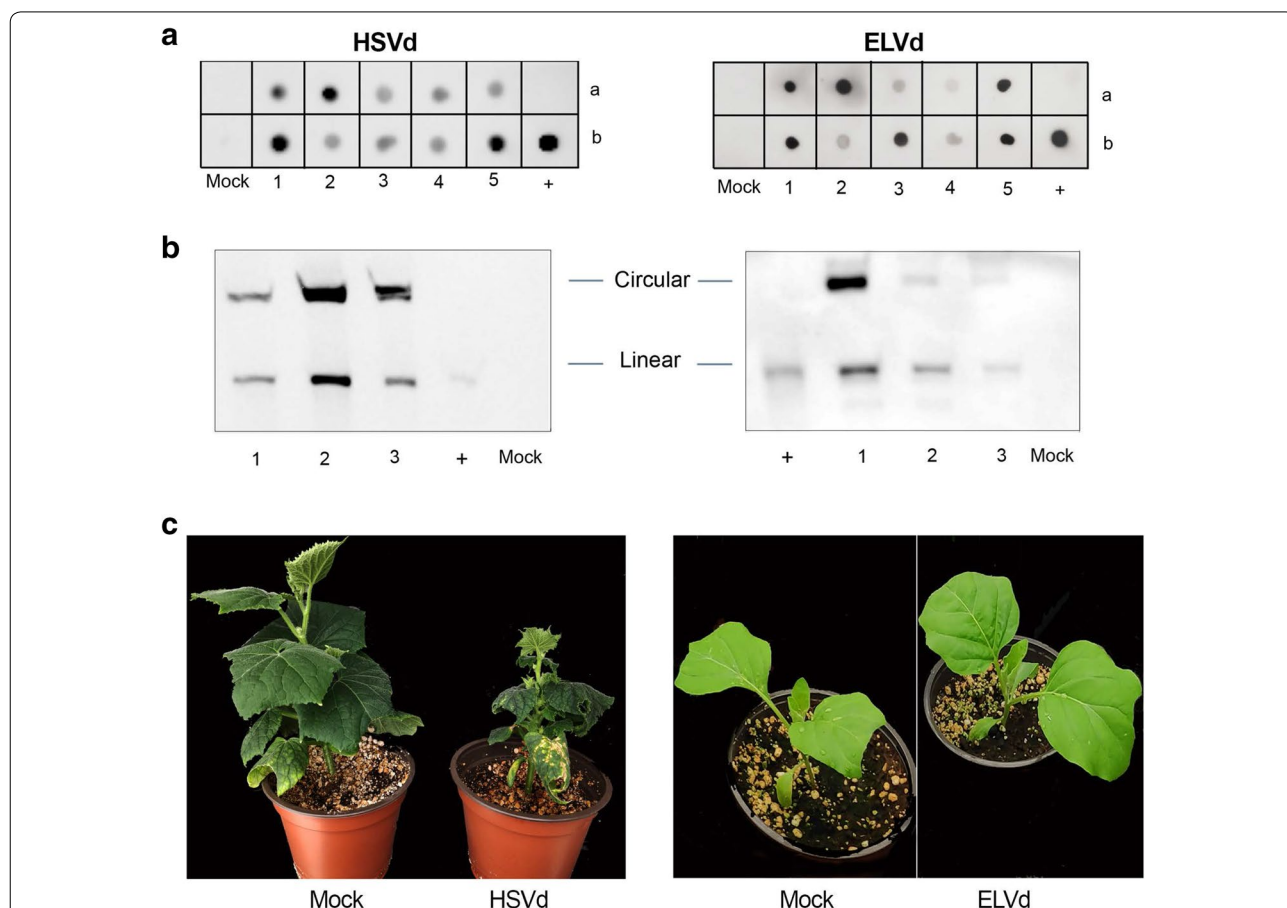 a
HSVd
ELVd
a
b
Mock 1 2 3 4 5 +
a
b
Mock 1 2 3 4 5 +
b
Circular
Linear
1 2 3 + Mock
+ 1 2 3 Mock
c
Mock HSVd
Mock ELVd